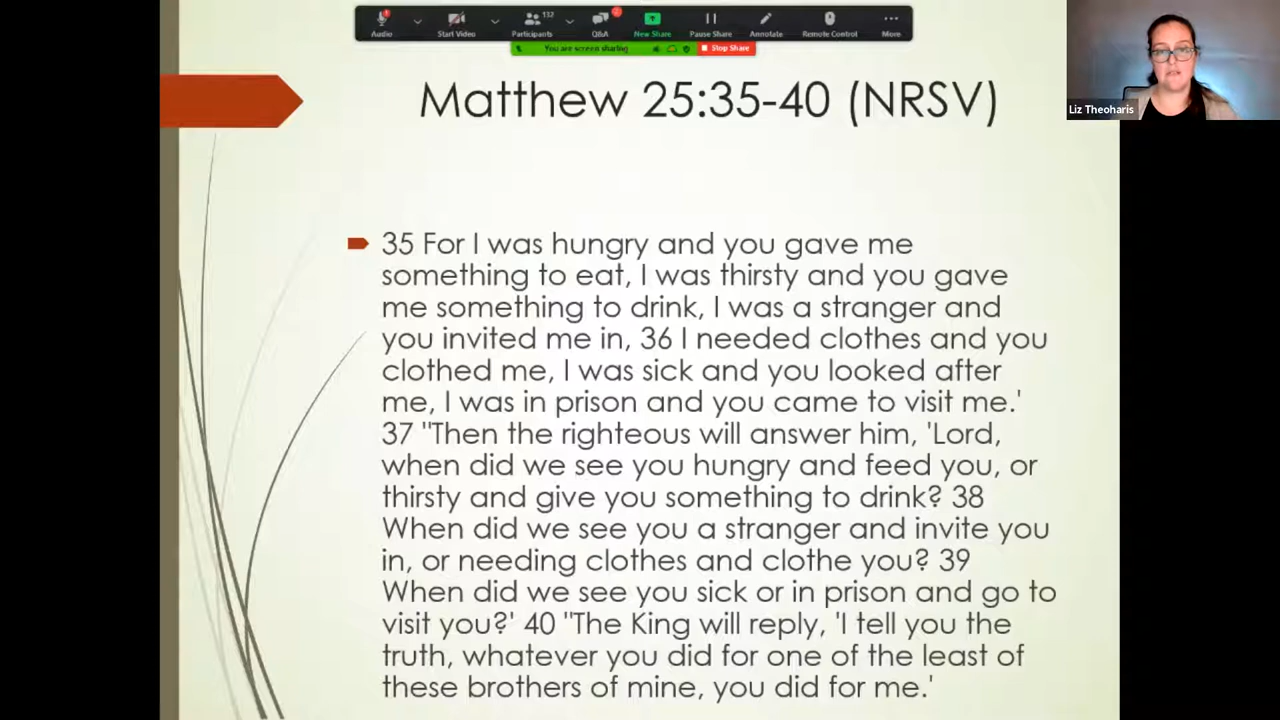 Audio
Start Video
132
Participants
Q&A
New Share
Pause Share
Annotate
Remote Control
More
You are screen sharing
Stop Share
Liz Theoharis
Matthew 25:35-40 (NRSV)
35 For I was hungry and you gave me
something to eat, I was thirsty and you gave
me something to drink, I was a stranger and
you invited me in, 36 I needed clothes and you
clothed me, I was sick and you looked after
me, I was in prison and you came to visit me.'
37 "Then the righteous will answer him, 'Lord,
when did we see you hungry and feed you, or
thirsty and give you something to drink? 38
When did we see you a stranger and invite you
in, or needing clothes and clothe you? 39
When did we see you sick or in prison and go to
visit you?' 40 "The King will reply, 'I tell you the
truth, whatever you did for one of the least of
these brothers of mine, you did for me.'